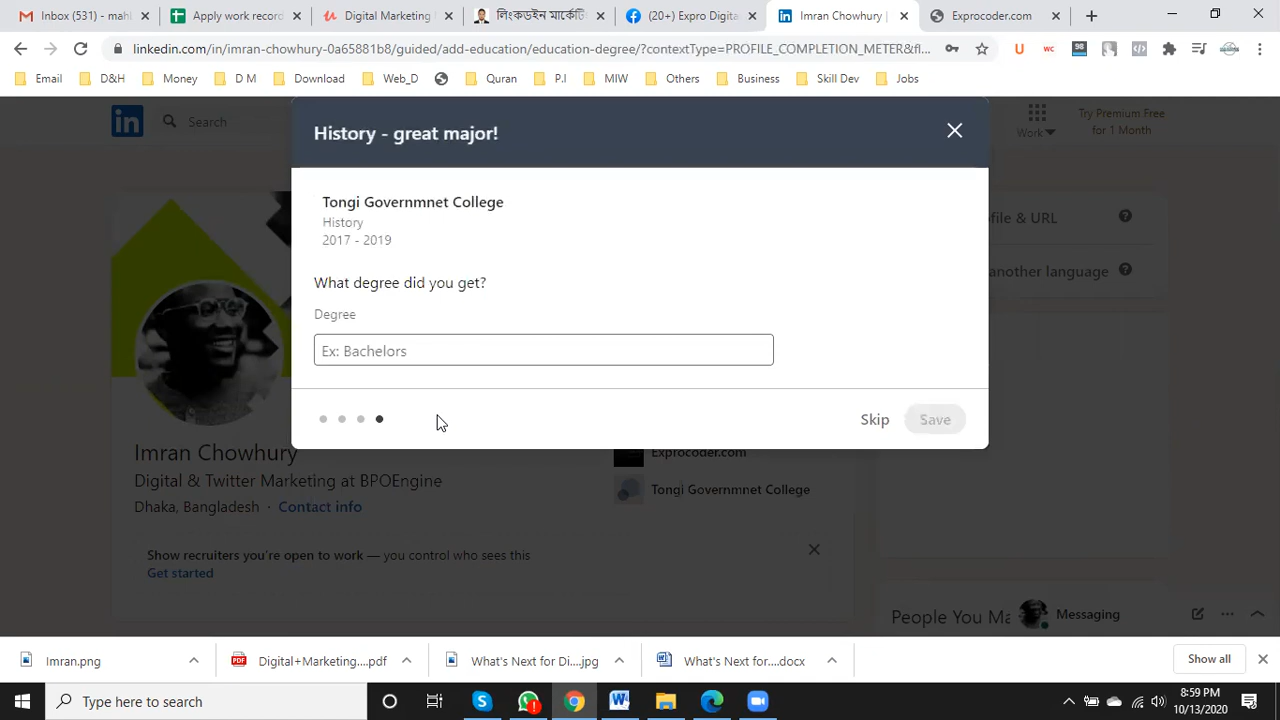 Inbox (531) - mahi
Apply work record
Digital Marketing
লিংকডইন মার্কেটি
(20+) Expro Digita
Imran Chowhury |
Exprocoder.com
linkedin.com/in/imran-chowhury-0a65881b8/guided/add-education/education-degree/?contextType=PROFILE_COMPLETION_METER&fl...
Email
D&H
Money
D M
Download
Web_D
Quran
P.I
MIW
Others
Business
Skill Dev
Jobs
in
Search
Work
Try Premium Free
for 1 Month
History - great major!
Tongi Governmnet College
History
2017 - 2019
What degree did you get?
Degree
Ex: Bachelors
Skip
Save
ofile & URL
another language
Imran Chowhury
Digital & Twitter Marketing at BPOEngine
Dhaka, Bangladesh · Contact info
Exprocoder.com
Tongi Governmnet College
Show recruiters you're open to work — you control who sees this
Get started
People You Ma
Messaging
Imran.png
Digital+Marketing....pdf
What's Next for Di....jpg
What's Next for....docx
Show all
Type here to search
8:59 PM
10/13/2020